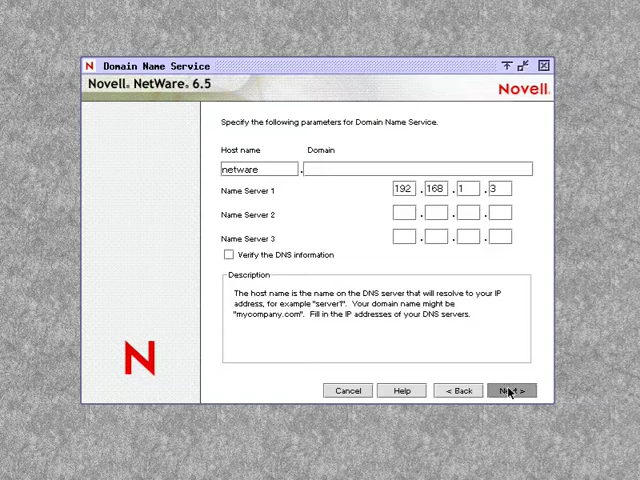 N Domain Name Service
Novell® NetWare® 6.5
Novell®
Specify the following parameters for Domain Name Service.
Host name Domain
netware .
Name Server 1 192 . 168 . 1 . 3
Name Server 2 . . .
Name Server 3 . . .
Verify the DNS information
Description
The host name is the name on the DNS server that will resolve to your IP
address, for example "server1". Your domain name might be
"mycompany.com". Fill in the IP addresses of your DNS servers.
N
Cancel Help < Back Next >